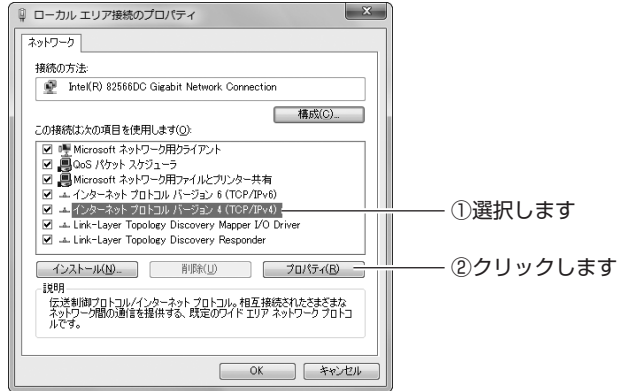 ローカル エリア接続のプロパティ
ネットワーク
接続の方法:
Intel(R) 82566DC Gigabit Network Connection
構成(C)...
この接続は次の項目を使用します(O):
Microsoft ネットワーク用クライアント
QoS パケット スケジューラ
Microsoft ネットワーク用ファイルとプリンター共有
インターネット プロトコル バージョン 6 (TCP/IPv6)
インターネット プロトコル バージョン 4 (TCP/IPv4)
①選択します
Link-Layer Topology Discovery Mapper I/O Driver
Link-Layer Topology Discovery Responder
インストール(N)...
削除(U)
プロパティ(R)
②クリックします
説明
伝送制御プロトコル/インターネット プロトコル。相互接続されたさまざまな
ネットワーク間の通信を提供する、既定のワイド エリア ネットワーク プロトコ
ルです。
OK
キャンセル